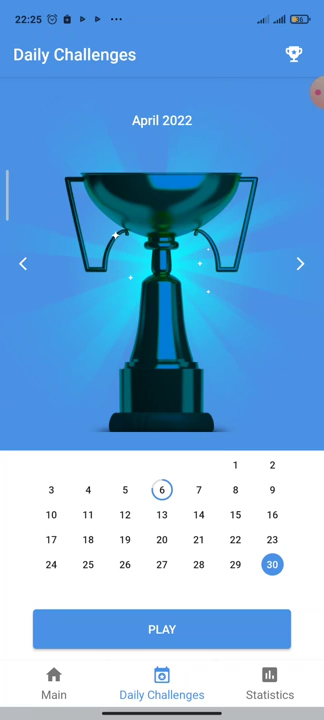 22:25
36
Daily Challenges
April 2022
1 2
3 4 5 6 7 8 9
10 11 12 13 14 15 16
17 18 19 20 21 22 23
24 25 26 27 28 29 30
PLAY
Main Daily Challenges Statistics